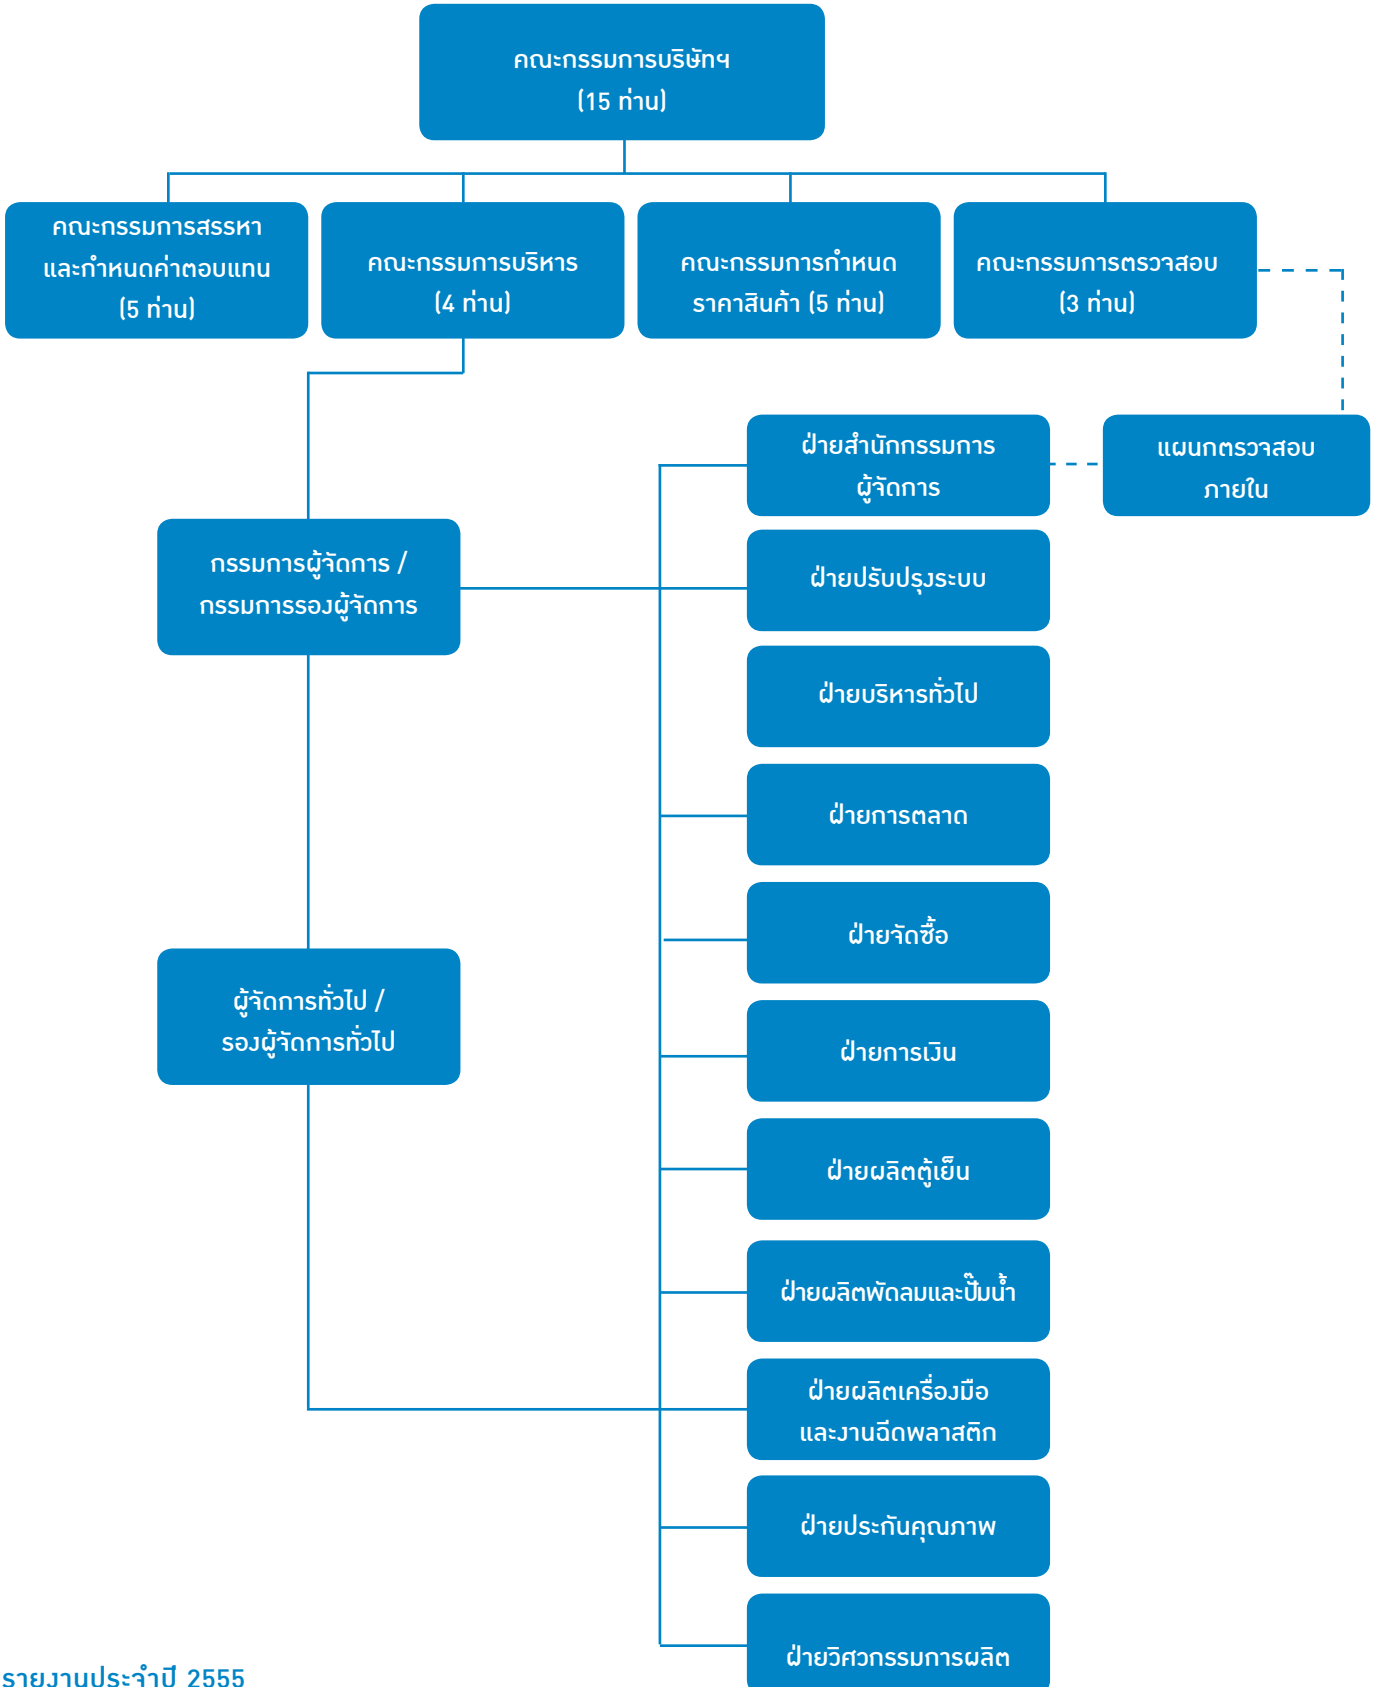 คณะกรรมการบริษัทฯ
(15 ท่าน)
คณะกรรมการสรรหา
และกำหนดค่าตอบแทน
(5 ท่าน)
คณะกรรมการบริหาร
(4 ท่าน)
คณะกรรมการกำหนด
ราคาสินค้า (5 ท่าน)
คณะกรรมการตรวจสอบ
(3 ท่าน)
ฝ่ายสำนักกรรมการ
ผู้จัดการ
แผนกตรวจสอบ
ภายใน
กรรมการผู้จัดการ /
กรรมการรองผู้จัดการ
ฝ่ายปรับปรุงระบบ
ฝ่ายบริหารทั่วไป
ฝ่ายการตลาด
ฝ่ายจัดซื้อ
ผู้จัดการทั่วไป /
รองผู้จัดการทั่วไป
ฝ่ายการเงิน
ฝ่ายผลิตตู้เย็น
ฝ่ายผลิตพัดลมและปั๊มน้ำ
ฝ่ายผลิตเครื่องมือ
และงานฉีดพลาสติก
ฝ่ายประกันคุณภาพ
ฝ่ายวิศวกรรมการผลิต
รายงานประจำปี 2555